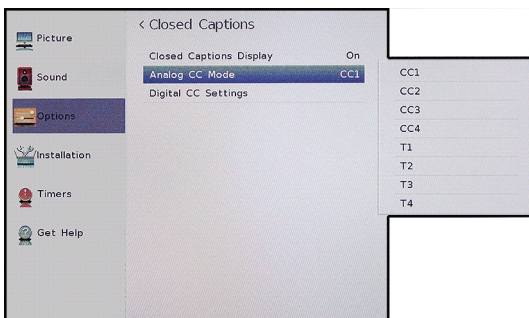 < Closed Captions
Picture
Sound
Options
Installation
Timers
Get Help
Closed Captions Display On
Analog CC Mode CC1
Digital CC Settings
CC1
CC2
CC3
CC4
T1
T2
T3
T4